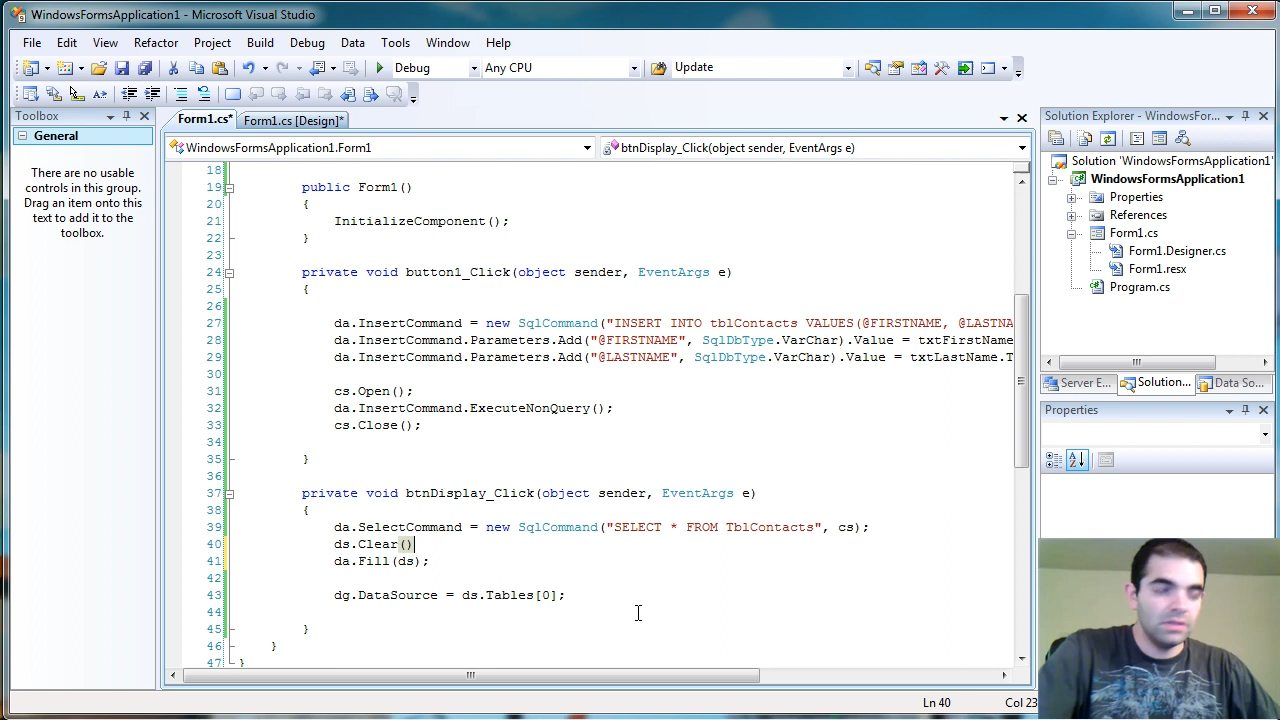 WindowsFormsApplication1 - Microsoft Visual Studio
File Edit View Refactor Project Build Debug Data Tools Window Help
Debug Any CPU Update
Toolbox
General
There are no usable
controls in this group.
Drag an item onto this
text to add it to the
toolbox.
Form1.cs* Form1.cs [Design]*
WindowsFormsApplication1.Form1 btnDisplay_Click(object sender, EventArgs e)
18
19 public Form1()
20 {
21 InitializeComponent();
22 }
23
24 private void button1_Click(object sender, EventArgs e)
25 {
26
27 da.InsertCommand = new SqlCommand("INSERT INTO tblContacts VALUES(@FIRSTNAME, @LASTNA
28 da.InsertCommand.Parameters.Add("@FIRSTNAME", SqlDbType.VarChar).Value = txtFirstName
29 da.InsertCommand.Parameters.Add("@LASTNAME", SqlDbType.VarChar).Value = txtLastName.T
30
31 cs.Open();
32 da.InsertCommand.ExecuteNonQuery();
33 cs.Close();
34
35 }
36
37 private void btnDisplay_Click(object sender, EventArgs e)
38 {
39 da.SelectCommand = new SqlCommand("SELECT * FROM TblContacts", cs);
40 ds.Clear()
41 da.Fill(ds);
42
43 dg.DataSource = ds.Tables[0];
44
45 }
46 }
47 }
Solution Explorer - WindowsFor...
Solution 'WindowsFormsApplication1'
WindowsFormsApplication1
Properties
References
Form1.cs
Form1.Designer.cs
Form1.resx
Program.cs
Server E... Solution... Data So...
Properties
Ln 40 Col 23